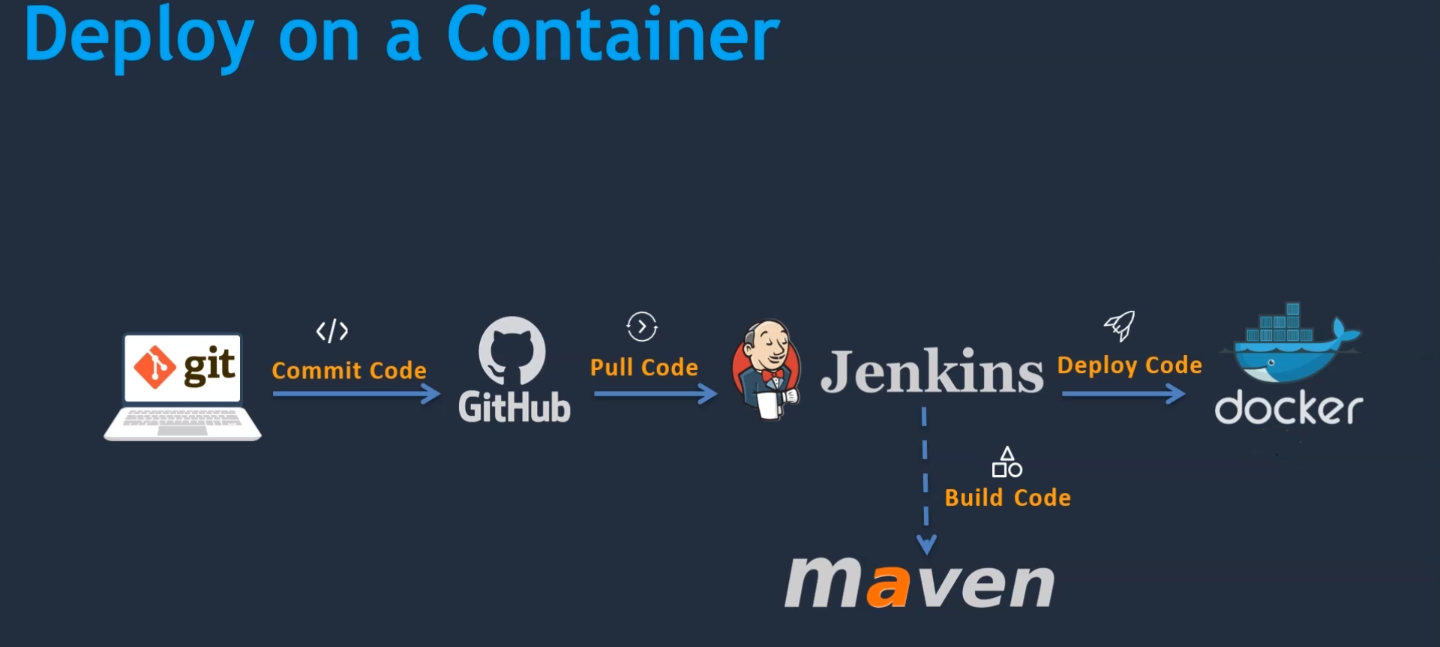 Deploy on a Container
git
Commit Code
GitHub
Pull Code
Jenkins
Deploy Code
docker
Build Code
maven